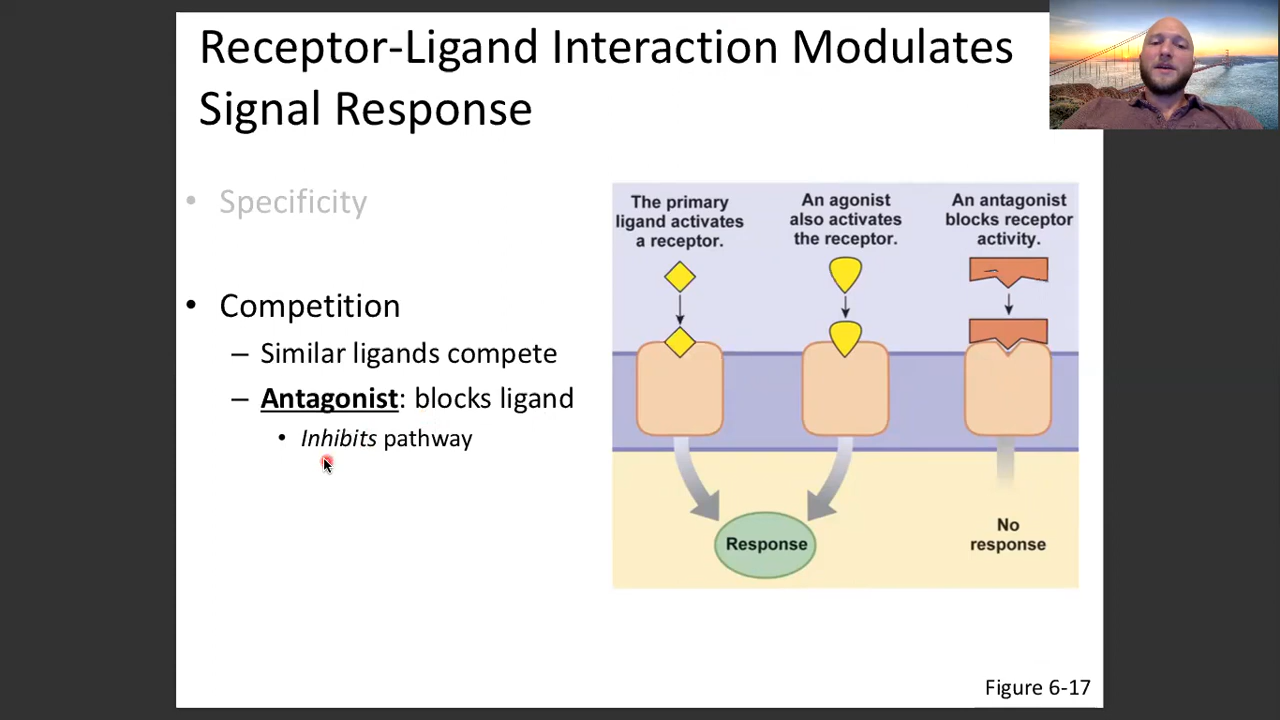 Receptor-Ligand Interaction Modulates
Signal Response
• Specificity
• Competition
– Similar ligands compete
– Antagonist: blocks ligand
• Inhibits pathway
The primary
ligand activates
a receptor.
An agonist
also activates
the receptor.
An antagonist
blocks receptor
activity.
Response
No
response
Figure 6-17